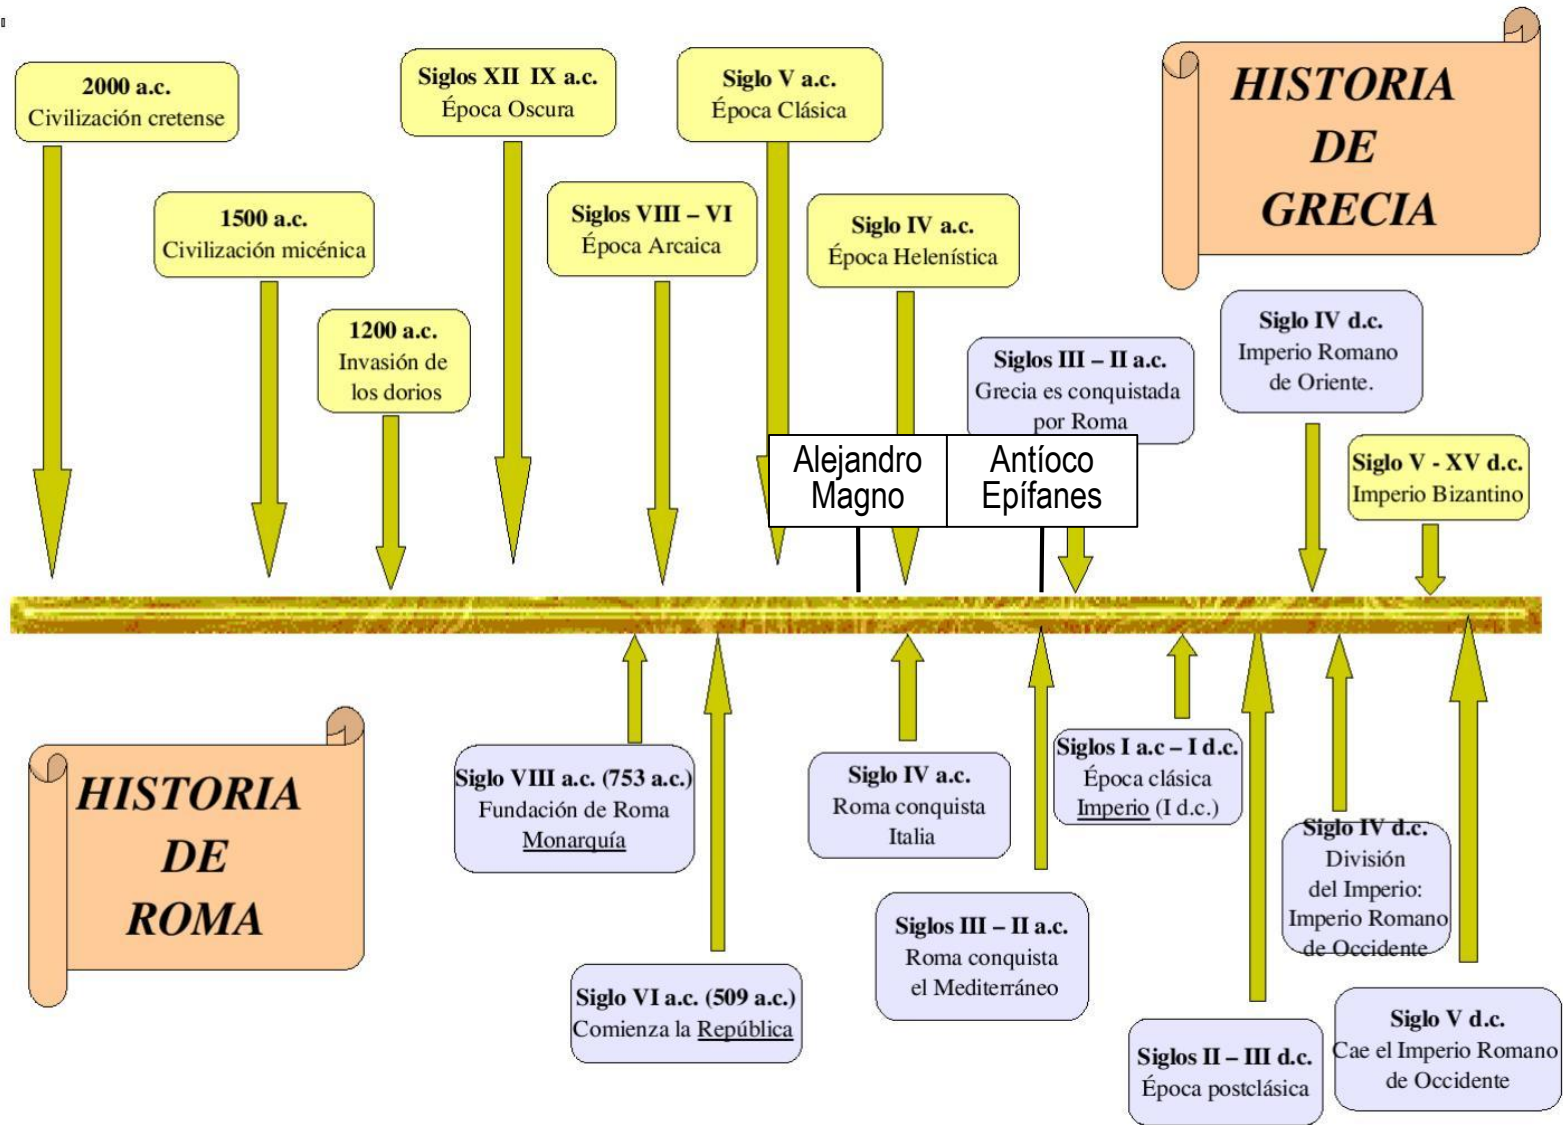 2000 a.c.
Civilización cretense
Siglos XII IX a.c.
Época Oscura
Siglo V a.c.
Época Clásica
HISTORIA
DE
GRECIA
1500 a.c.
Civilización micénica
Siglos VIII – VI
Época Arcaica
Siglo IV a.c.
Época Helenística
1200 a.c.
Invasión de
los dorios
Siglos III – II a.c.
Grecia es conquistada
por Roma
Siglo IV d.c.
Imperio Romano
de Oriente.
Alejandro
Magno
Antíoco
Epífanes
Siglo V - XV d.c.
Imperio Bizantino
HISTORIA
DE
ROMA
Siglo VIII a.c. (753 a.c.)
Fundación de Roma
Monarquía
Siglo VI a.c. (509 a.c.)
Comienza la República
Siglo IV a.c.
Roma conquista
Italia
Siglos III – II a.c.
Roma conquista
el Mediterráneo
Siglos I a.c – I d.c.
Época clásica
Imperio (I d.c.)
Siglos II – III d.c.
Época postclásica
Siglo IV d.c.
División
del Imperio:
Imperio Romano
de Occidente
Siglo V d.c.
Cae el Imperio Romano
de Occidente